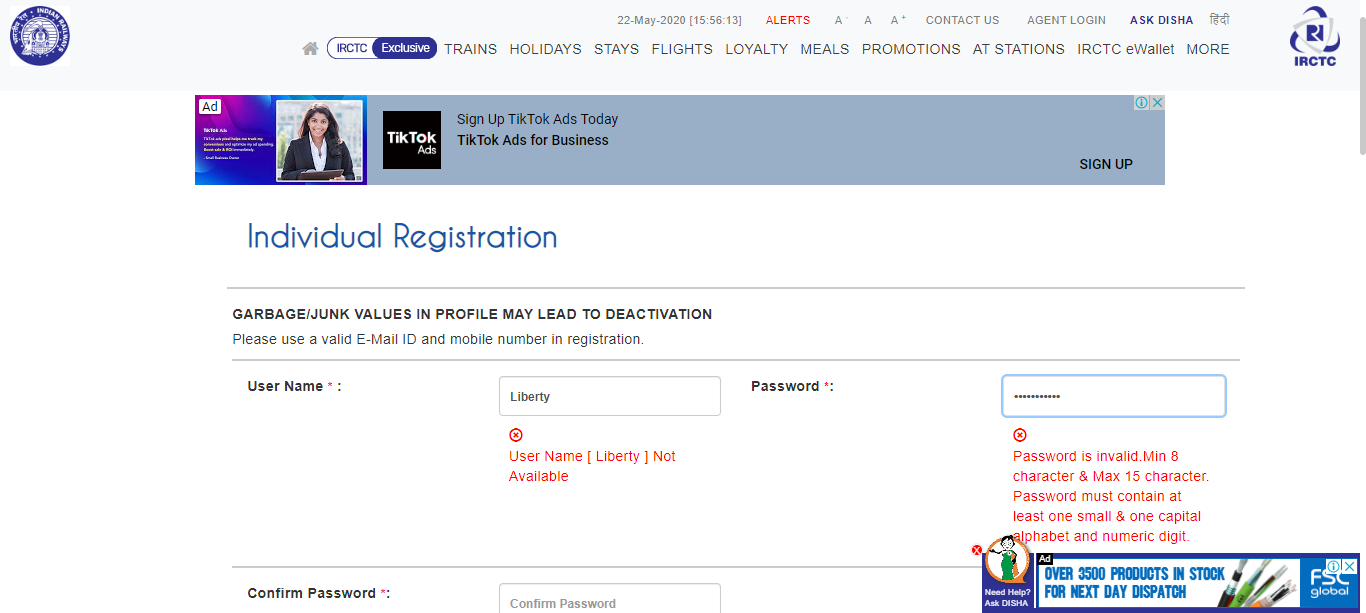 22-May-2020 [15:56:13] ALERTS A - A A + CONTACT US AGENT LOGIN ASK DISHA हिंदी
IRCTC Exclusive TRAINS HOLIDAYS STAYS FLIGHTS LOYALTY MEALS PROMOTIONS AT STATIONS IRCTC eWallet MORE
IRCTC
Ad
TikTok Ads
TikTok
Ads
Sign Up TikTok Ads Today
TikTok Ads for Business
SIGN UP
Individual Registration
GARBAGE/JUNK VALUES IN PROFILE MAY LEAD TO DEACTIVATION
Please use a valid E-Mail ID and mobile number in registration.
User Name * :
Liberty
User Name [ Liberty ] Not
Available
Password *:
•••••••••••
Password is invalid.Min 8
character & Max 15 character.
Password must contain at
least one small & one capital
alphabet and numeric digit.
Confirm Password *:
Confirm Password
Need Help?
Ask DISHA
Ad
OVER 3500 PRODUCTS IN STOCK
FOR NEXT DAY DISPATCH
FSC
global